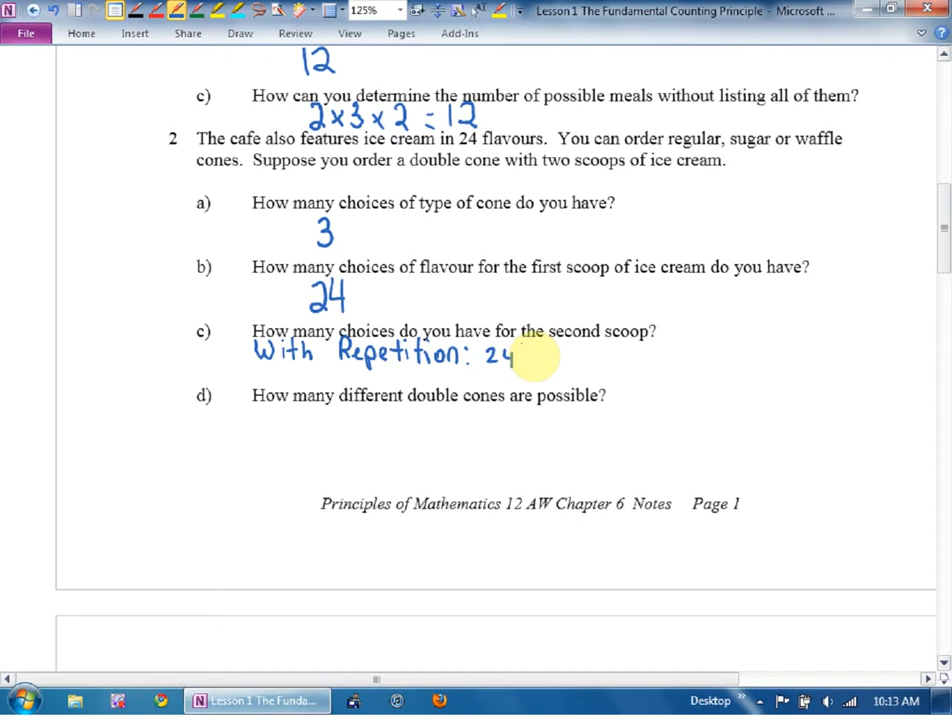 125%
Lesson 1 The Fundamental Counting Principle - Microsoft ...
File Home Insert Share Draw Review View Pages Add-Ins
12
c) How can you determine the number of possible meals without listing all of them?
2 x 3 x 2 = 12
2 The cafe also features ice cream in 24 flavours. You can order regular, sugar or waffle
cones. Suppose you order a double cone with two scoops of ice cream.
a) How many choices of type of cone do you have?
3
b) How many choices of flavour for the first scoop of ice cream do you have?
24
c) How many choices do you have for the second scoop?
With Repetition: 24
d) How many different double cones are possible?
Principles of Mathematics 12 AW Chapter 6 Notes Page 1
Lesson 1 The Funda...
Desktop
10:13 AM